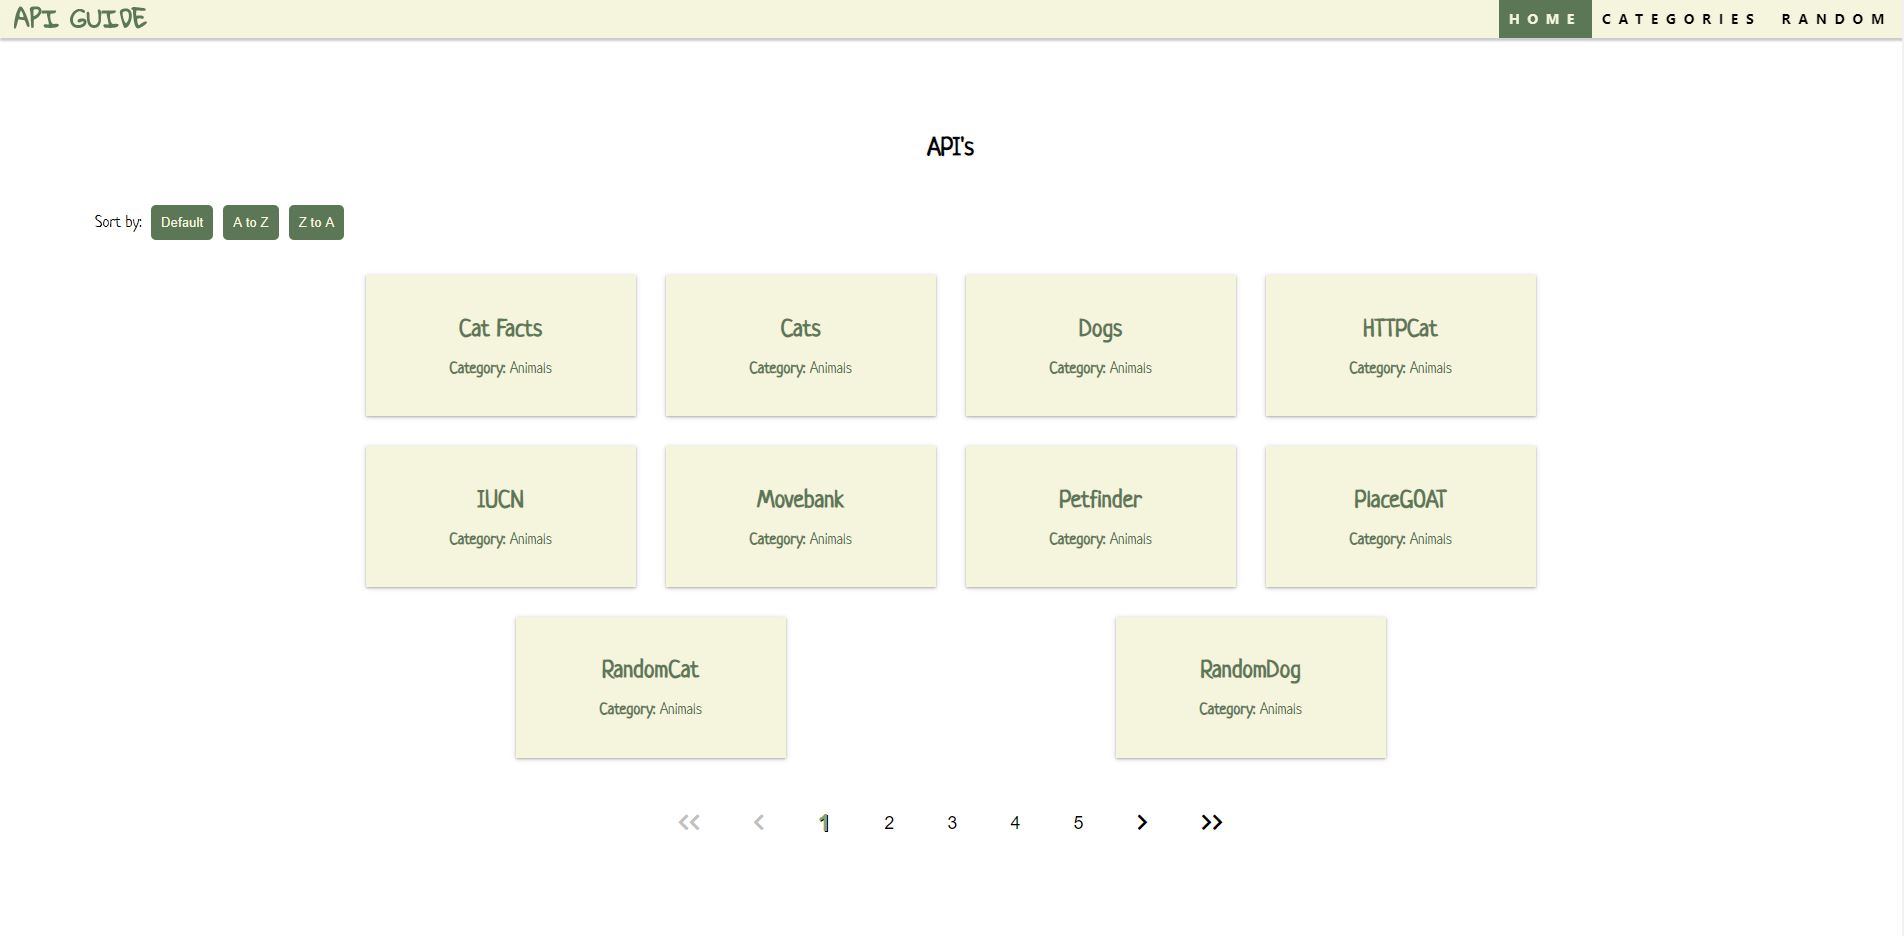 API GUIDE HOME CATEGORIES RANDOM
API's
Sort by: Default A to Z Z to A
Cat Facts Cats Dogs HTTPCat
Category: Animals Category: Animals Category: Animals Category: Animals
IUCN Movebank Petfinder PlaceGOAT
Category: Animals Category: Animals Category: Animals Category: Animals
RandomCat RandomDog
Category: Animals Category: Animals
1 2 3 4 5